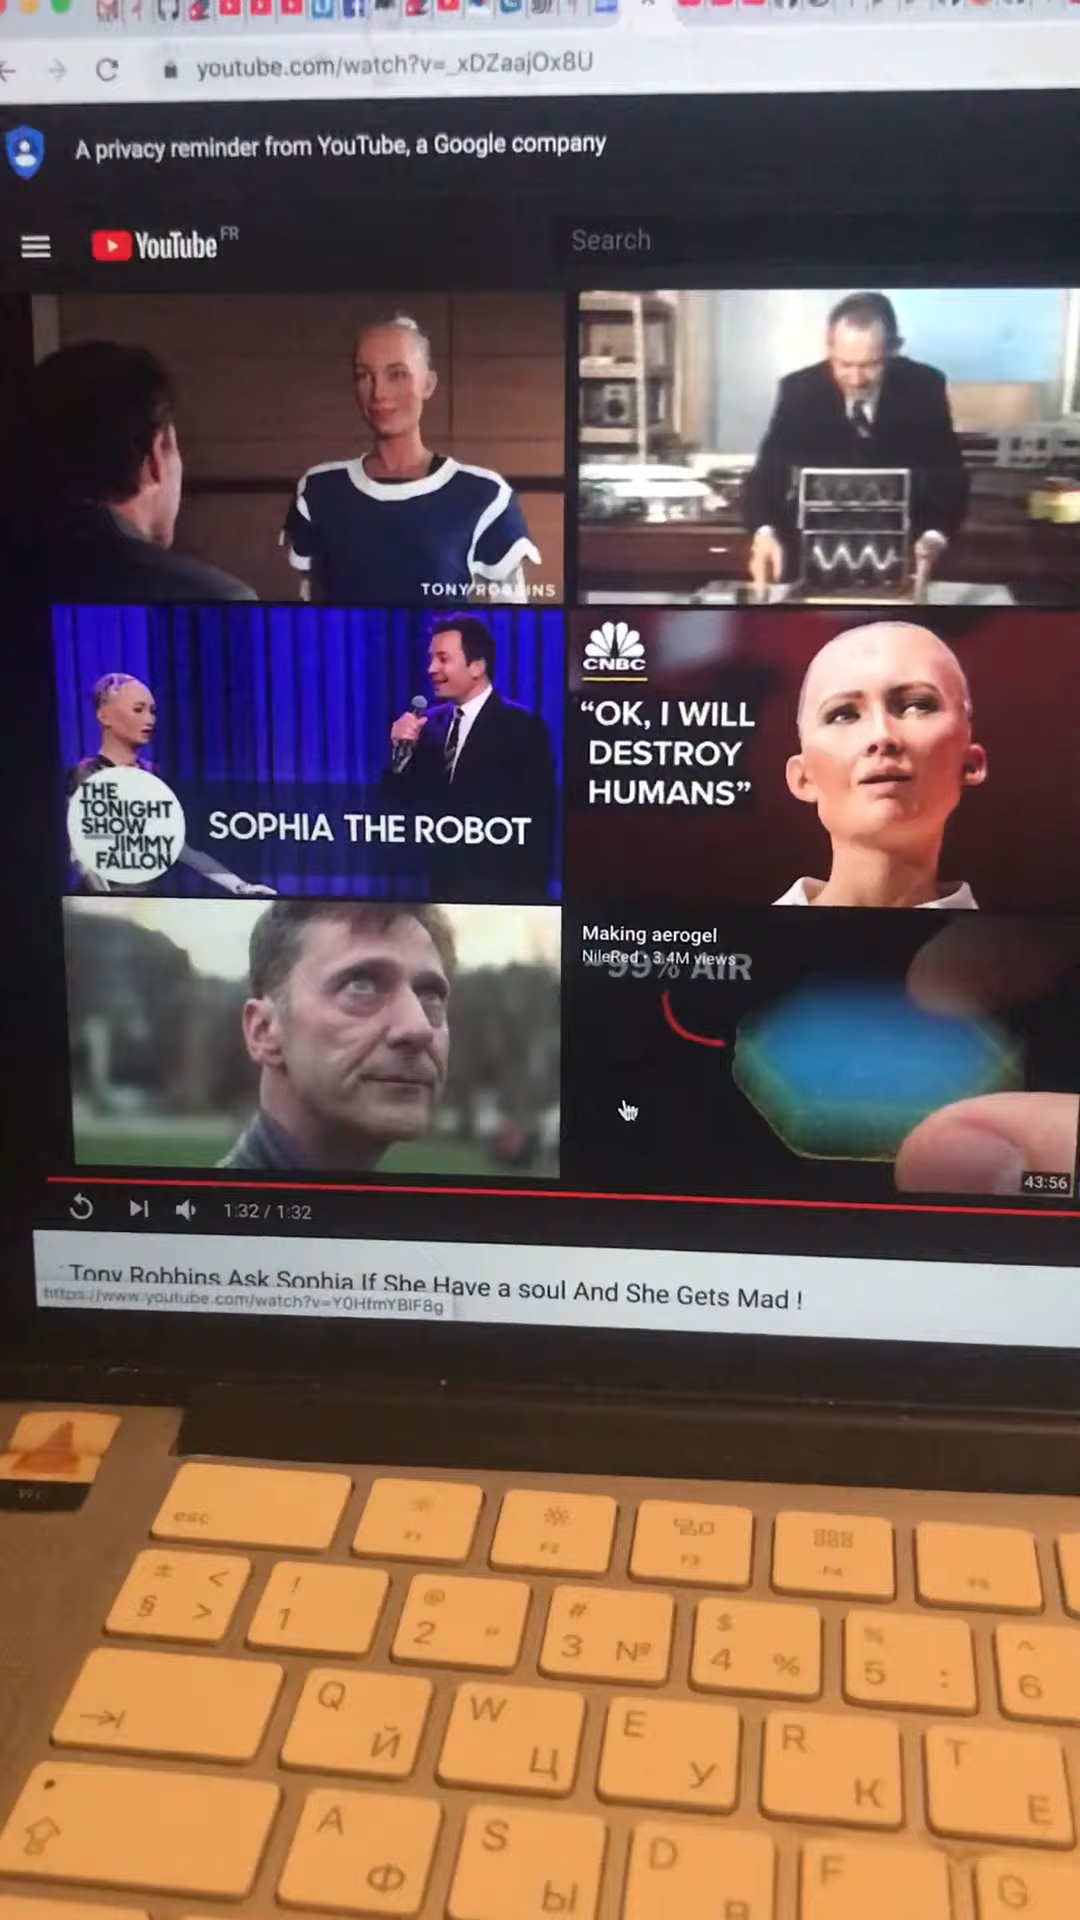 youtube.com/watch?v=_xDZaajOx8U
A privacy reminder from YouTube, a Google company
YouTube FR
Search
TONY ROBBINS
THE
TONIGHT
SHOW
JIMMY
FALLON
SOPHIA THE ROBOT
CNBC
“OK, I WILL
DESTROY
HUMANS”
Making aerogel
NileRed • 3.4M views
~99% AIR
43:56
1:32 / 1:32
Tony Robbins Ask Sophia If She Have a soul And She Gets Mad !
https://www.youtube.com/watch?v=Y0HfmYBlF8g
esc
F1
F2
F3
F4
F5
± <
§ >
!
1
@
2 "
#
3 №
$
4 %
%
5 :
^
6
Q
Й
W
Ц
E
У
R
К
T
Е
A
Ф
S
Ы
D
В
F
G